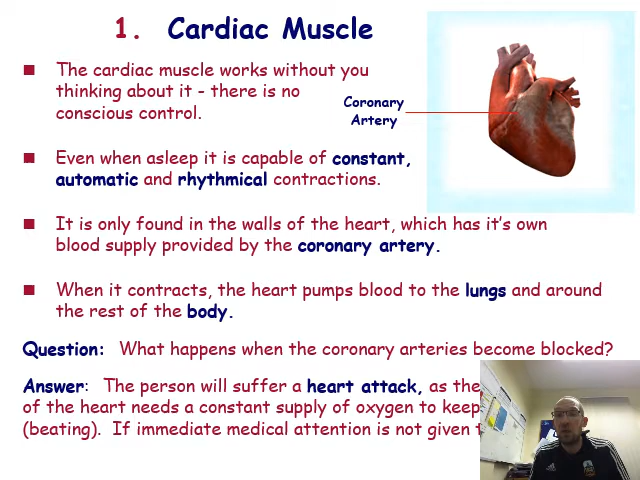 1. Cardiac Muscle
The cardiac muscle works without you
thinking about it - there is no
conscious control.
Coronary
Artery
Even when asleep it is capable of constant,
automatic and rhythmical contractions.
It is only found in the walls of the heart, which has it's own
blood supply provided by the coronary artery.
When it contracts, the heart pumps blood to the lungs and around
the rest of the body.
Question: What happens when the coronary arteries become blocked?
Answer: The person will suffer a heart attack, as the
of the heart needs a constant supply of oxygen to keep
(beating). If immediate medical attention is not given